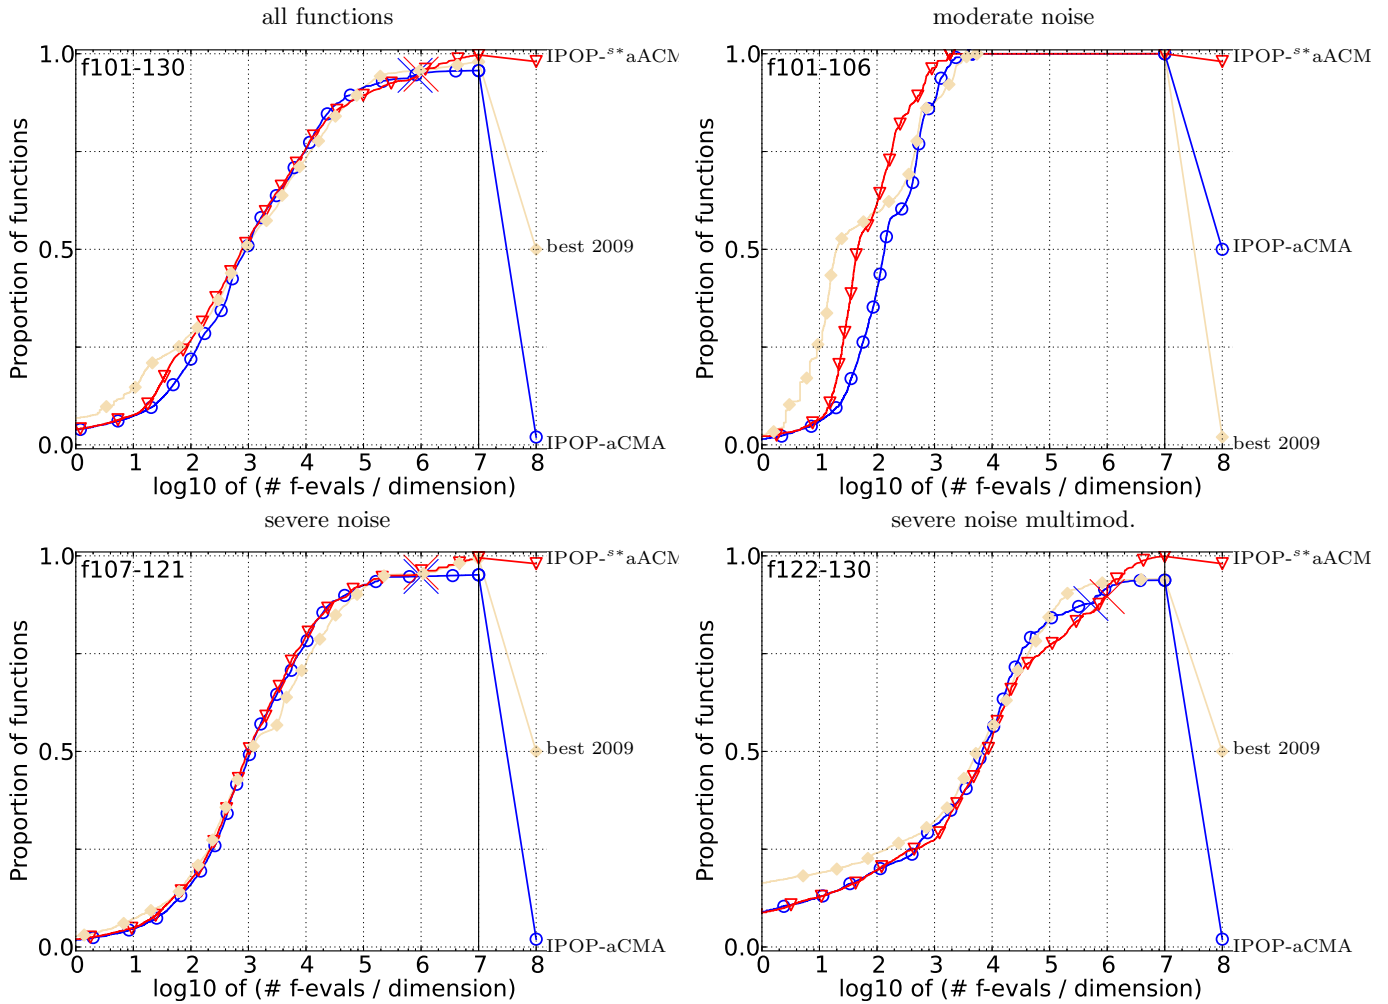 all functions
f101-130
1.0
0.5
0.0
0 1 2 3 4 5 6 7 8
Proportion of functions
log10 of (# f-evals / dimension)
IPOP-s*aACM
best 2009
IPOP-aCMA
moderate noise
f101-106
1.0
0.5
0.0
0 1 2 3 4 5 6 7 8
Proportion of functions
log10 of (# f-evals / dimension)
IPOP-s*aACM
IPOP-aCMA
best 2009
severe noise
f107-121
1.0
0.5
0.0
0 1 2 3 4 5 6 7 8
Proportion of functions
log10 of (# f-evals / dimension)
IPOP-s*aACM
best 2009
IPOP-aCMA
severe noise multimod.
f122-130
1.0
0.5
0.0
0 1 2 3 4 5 6 7 8
Proportion of functions
log10 of (# f-evals / dimension)
IPOP-s*aACM
best 2009
IPOP-aCMA